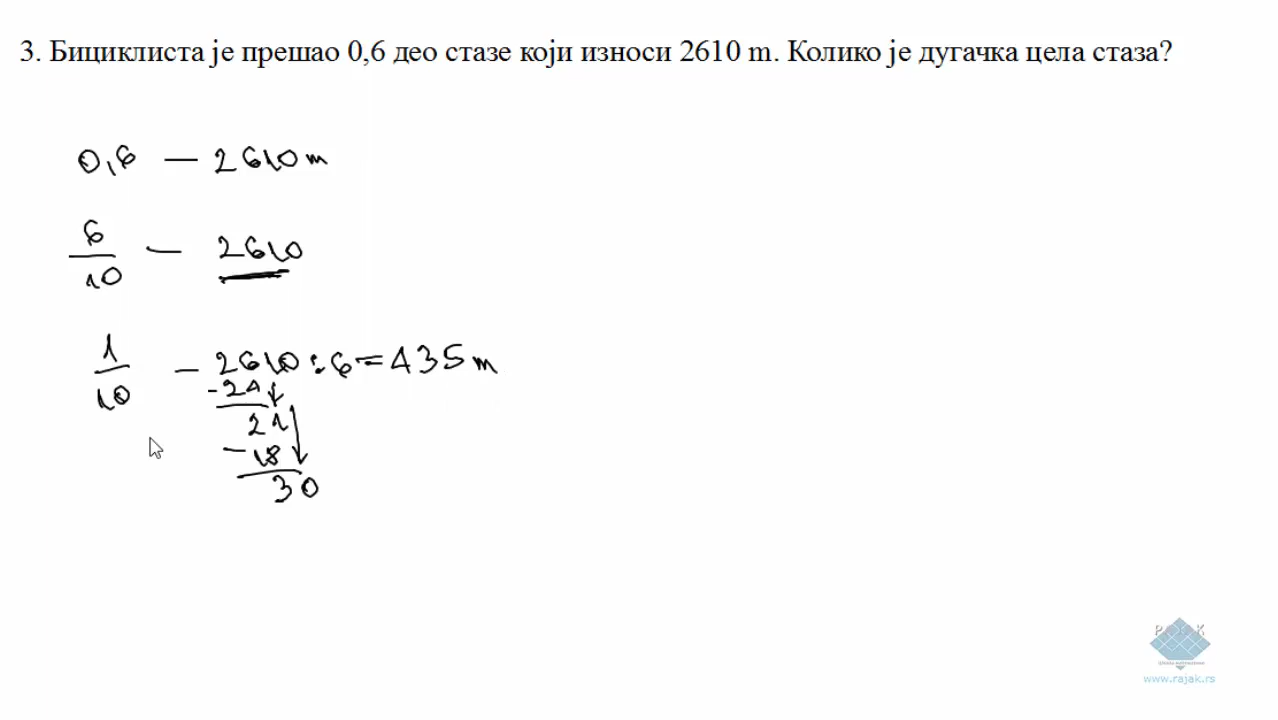 3. Бициклиста је прешао 0,6 део стазе који износи 2610 m. Колико је дугачка цела стаза?
0,6 — 2610 m
6
10
— 2610
1
10
— 2610 : 6 = 435 m
- 24
21
- 18
30
РАЈАК
www.rajak.rs